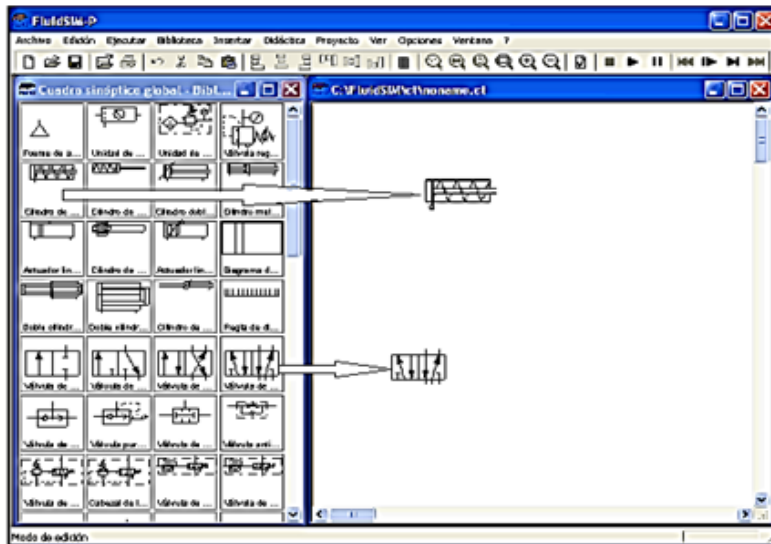 FluidSIM-P
Archivo Edición Ejecutar Biblioteca Insertar Didáctica Proyecto Ver Opciones Ventana ?
Cuadro sinóptico global - Bibl...
C:\FluidSIM\ct\noname.ct
Fuente de a... Unidad de ... Unidad de ... Válvula reg...
Cilindro de ... Cilindro de ... Cilindro dobl... Cilindro mul...
Actuador lin... Cilindro de ... Actuador lin... Diagrama d...
Doble cilindr... Doble cilindr... Cilindro de ... Regla de di...
Válvula de ... Válvula de ... Válvula de ... Válvula de ...
Válvula de ... Válvula pur... Válvula de ... Válvula anti...
Válvula de ... Cabezal de l... Válvula de ... Válvula de ...
Modo de edición